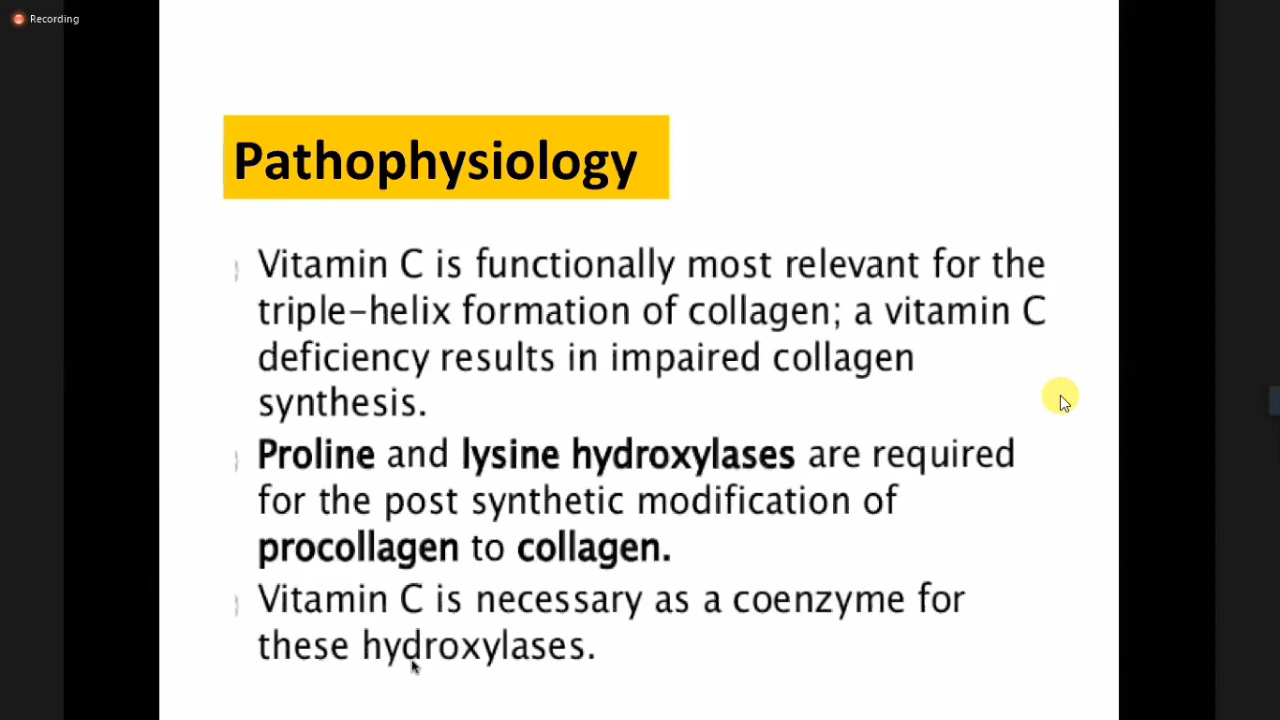 Recording
Pathophysiology
Vitamin C is functionally most relevant for the
triple-helix formation of collagen; a vitamin C
deficiency results in impaired collagen
synthesis.
Proline and lysine hydroxylases are required
for the post synthetic modification of
procollagen to collagen.
Vitamin C is necessary as a coenzyme for
these hydroxylases.